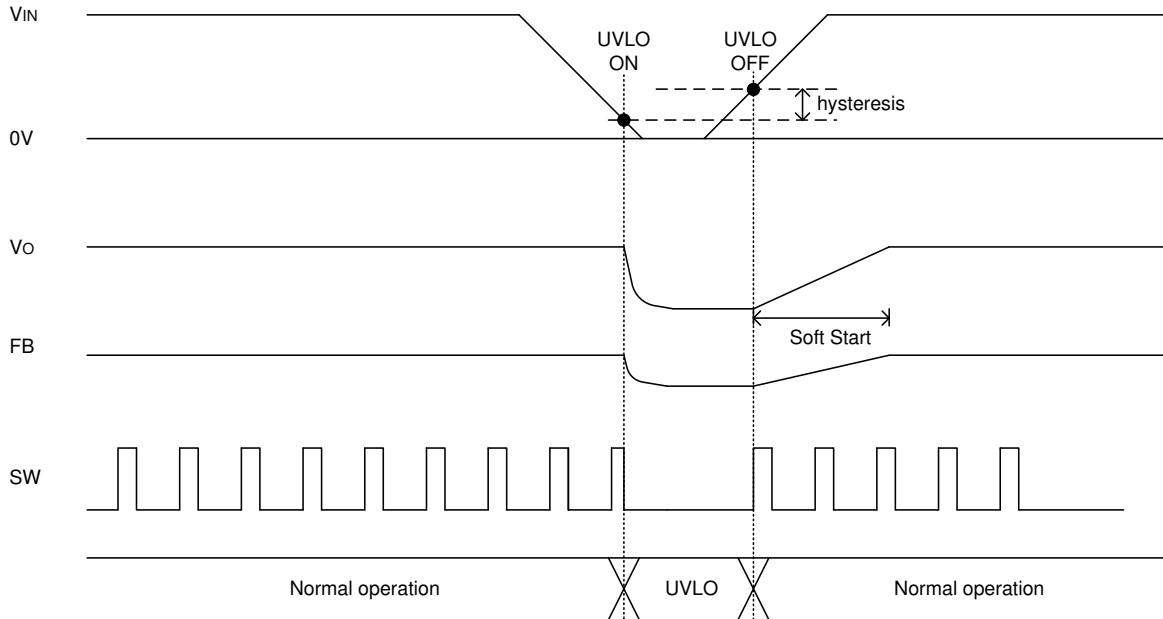 VIN
UVLO
ON
UVLO
OFF
hysteresis
0V
VO
Soft Start
FB
SW
Normal operation
UVLO
Normal operation